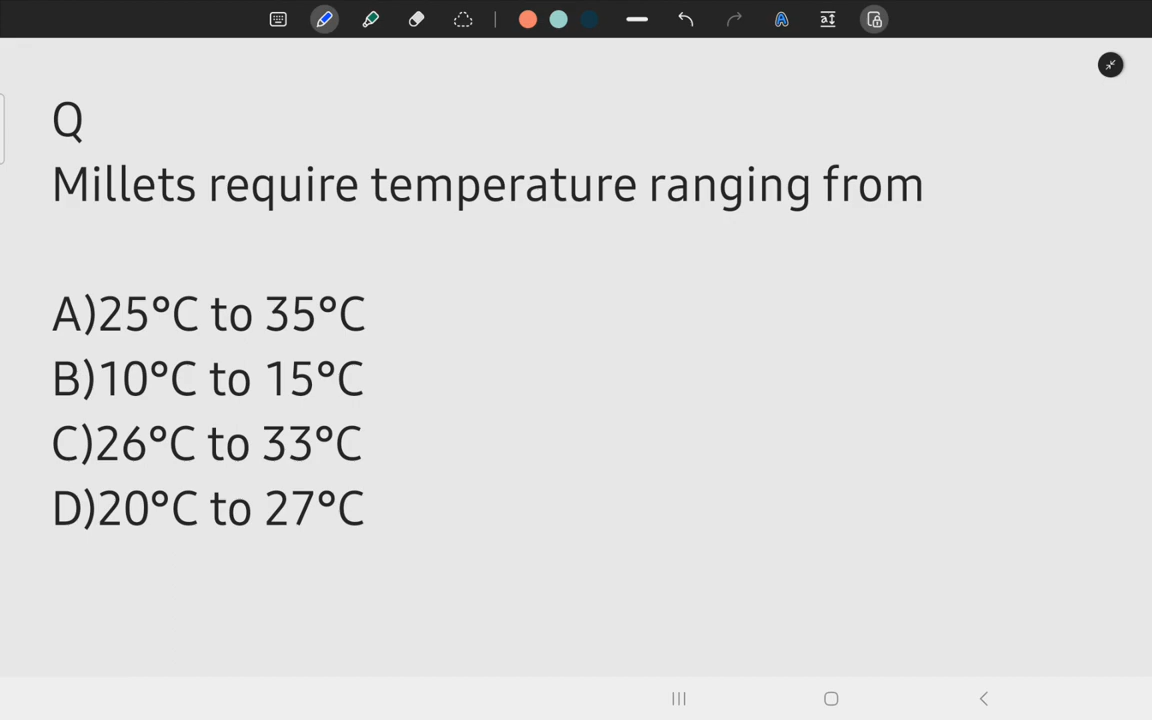 Q
Millets require temperature ranging from
A)25°C to 35°C
B)10°C to 15°C
C)26°C to 33°C
D)20°C to 27°C